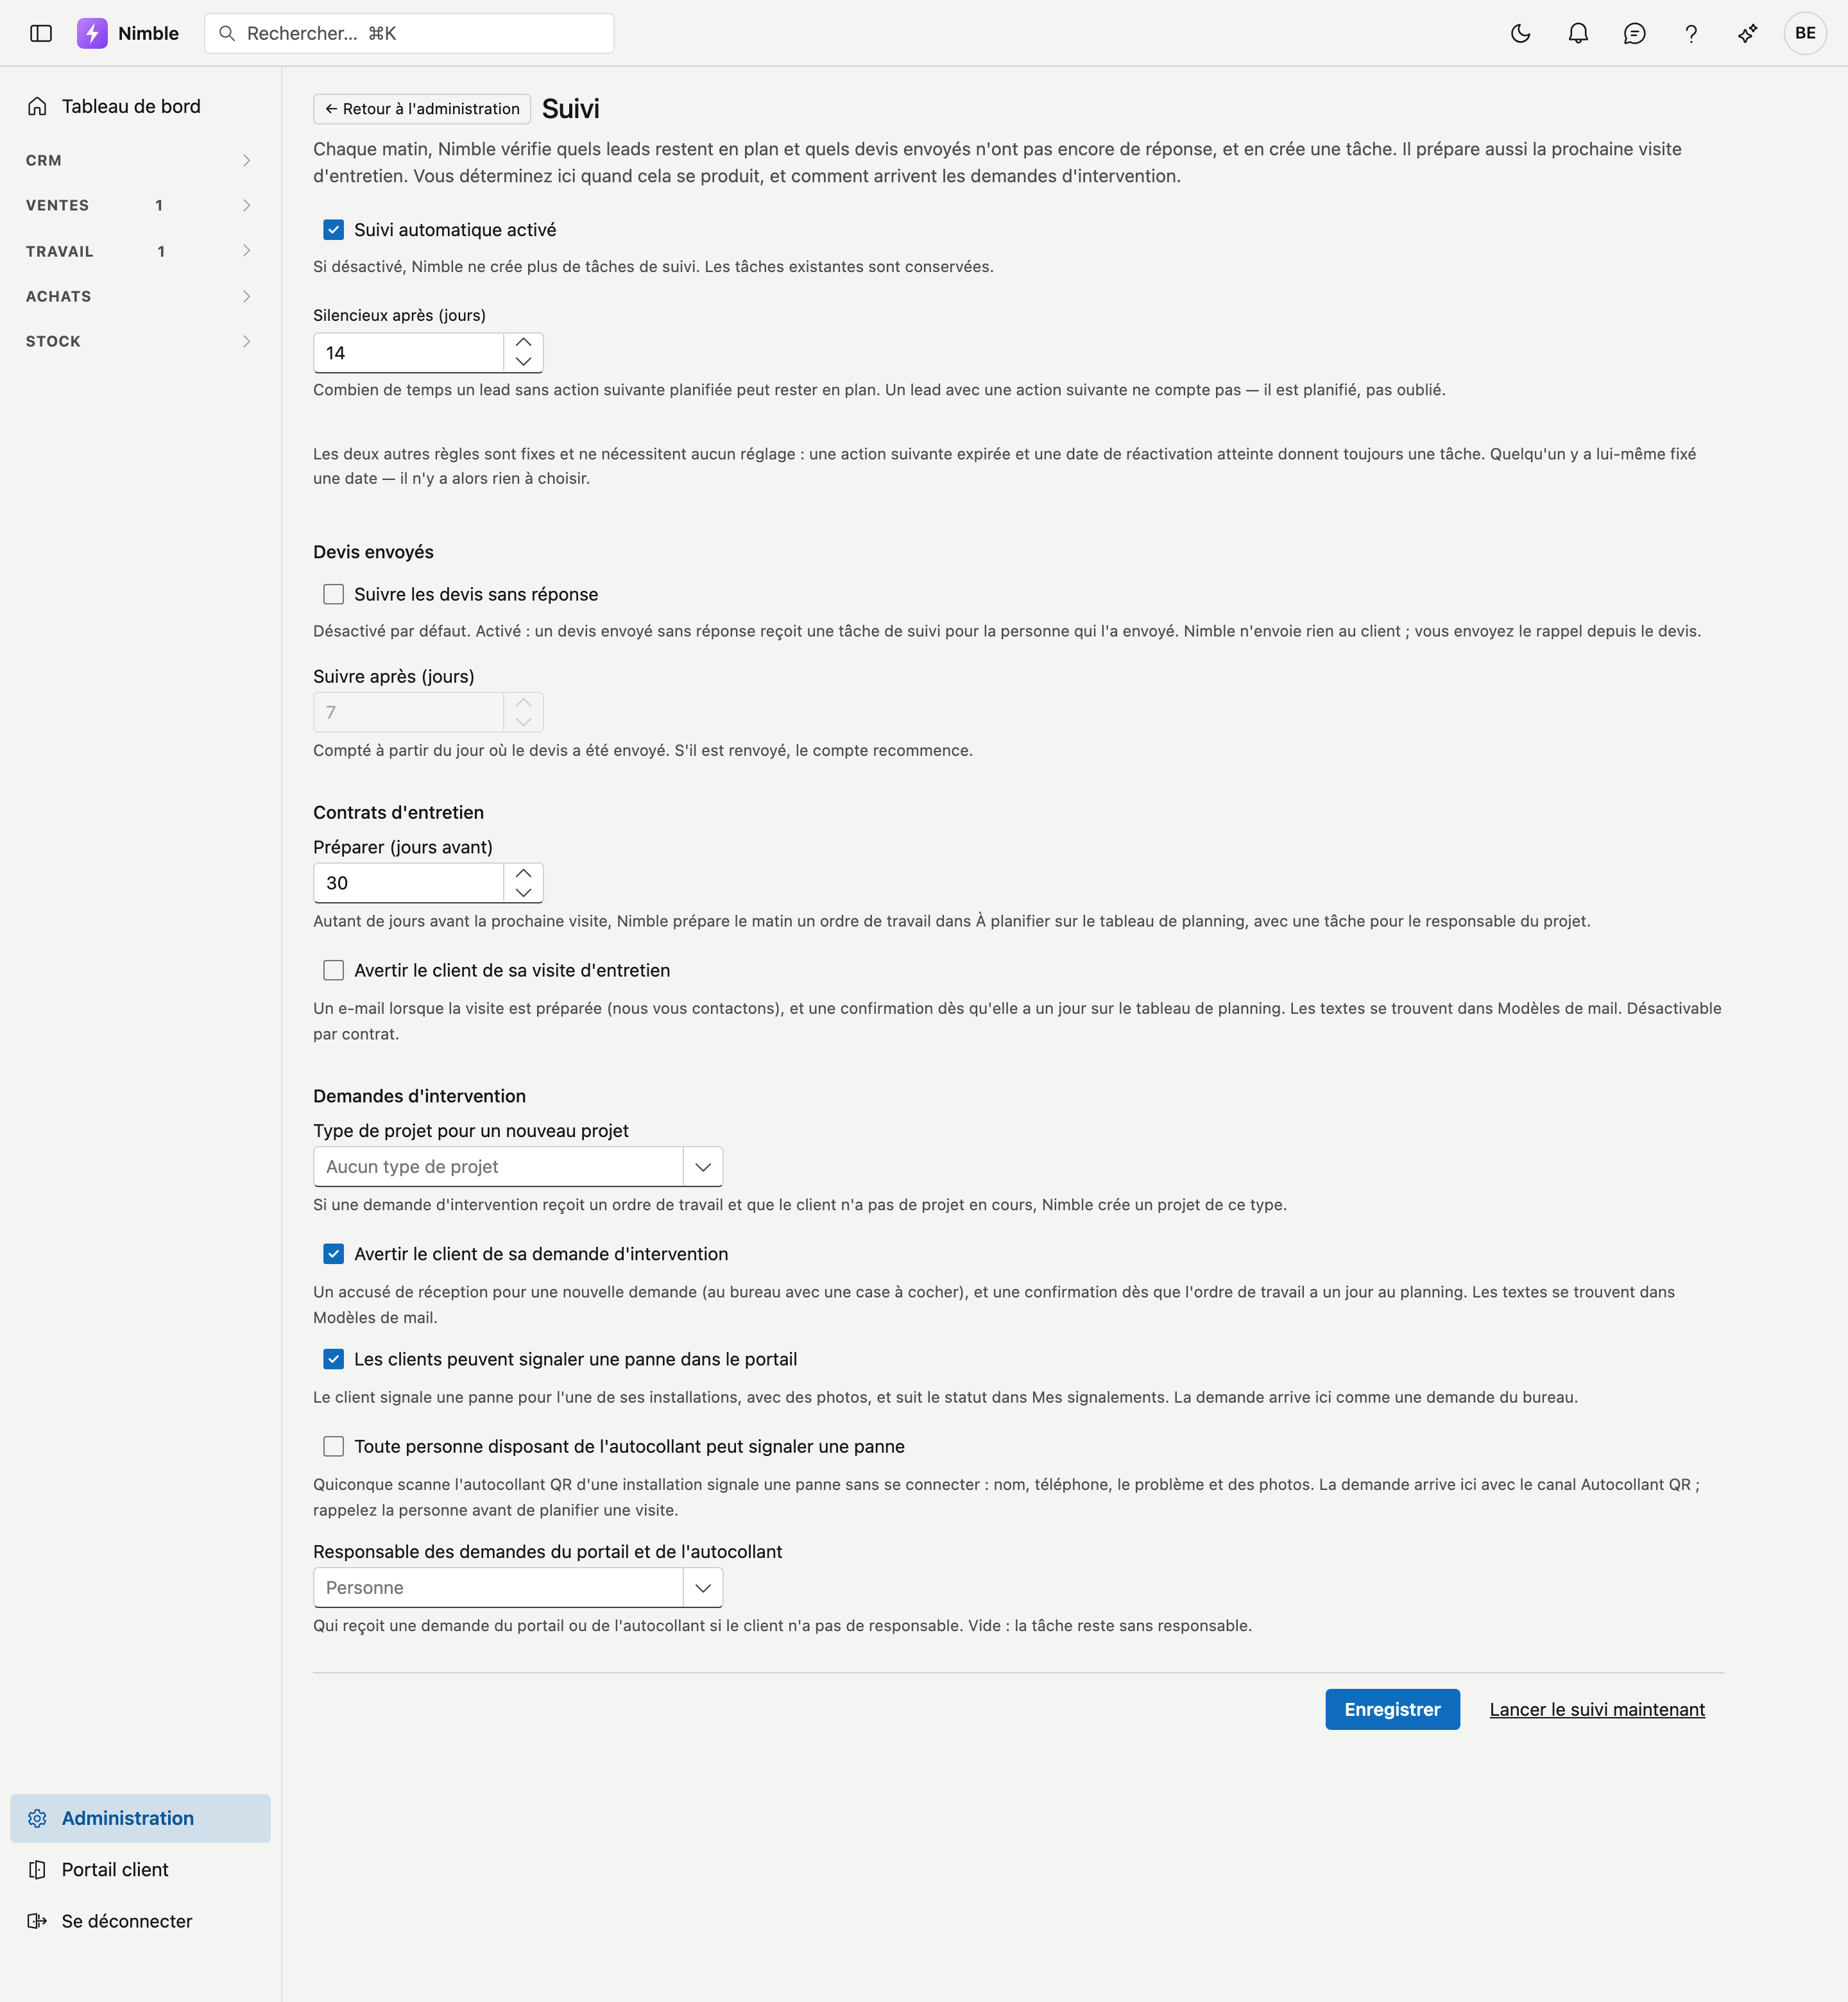 Nimble
Rechercher... ⌘K
BE
Tableau de bord
CRM
VENTES 1
TRAVAIL 1
ACHATS
STOCK
Administration
Portail client
Se déconnecter
← Retour à l'administration
Suivi
Chaque matin, Nimble vérifie quels leads restent en plan et quels devis envoyés n'ont pas encore de réponse, et en crée une tâche. Il prépare aussi la prochaine visite
d'entretien. Vous déterminez ici quand cela se produit, et comment arrivent les demandes d'intervention.
Suivi automatique activé
Si désactivé, Nimble ne crée plus de tâches de suivi. Les tâches existantes sont conservées.
Silencieux après (jours)
14
Combien de temps un lead sans action suivante planifiée peut rester en plan. Un lead avec une action suivante ne compte pas — il est planifié, pas oublié.
Les deux autres règles sont fixes et ne nécessitent aucun réglage : une action suivante expirée et une date de réactivation atteinte donnent toujours une tâche. Quelqu'un y a lui-même fixé
une date — il n'y a alors rien à choisir.
Devis envoyés
Suivre les devis sans réponse
Désactivé par défaut. Activé : un devis envoyé sans réponse reçoit une tâche de suivi pour la personne qui l'a envoyé. Nimble n'envoie rien au client ; vous envoyez le rappel depuis le devis.
Suivre après (jours)
7
Compté à partir du jour où le devis a été envoyé. S'il est renvoyé, le compte recommence.
Contrats d'entretien
Préparer (jours avant)
30
Autant de jours avant la prochaine visite, Nimble prépare le matin un ordre de travail dans À planifier sur le tableau de planning, avec une tâche pour le responsable du projet.
Avertir le client de sa visite d'entretien
Un e-mail lorsque la visite est préparée (nous vous contactons), et une confirmation dès qu'elle a un jour sur le tableau de planning. Les textes se trouvent dans Modèles de mail. Désactivable
par contrat.
Demandes d'intervention
Type de projet pour un nouveau projet
Aucun type de projet
Si une demande d'intervention reçoit un ordre de travail et que le client n'a pas de projet en cours, Nimble crée un projet de ce type.
Avertir le client de sa demande d'intervention
Un accusé de réception pour une nouvelle demande (au bureau avec une case à cocher), et une confirmation dès que l'ordre de travail a un jour au planning. Les textes se trouvent dans
Modèles de mail.
Les clients peuvent signaler une panne dans le portail
Le client signale une panne pour l'une de ses installations, avec des photos, et suit le statut dans Mes signalements. La demande arrive ici comme une demande du bureau.
Toute personne disposant de l'autocollant peut signaler une panne
Quiconque scanne l'autocollant QR d'une installation signale une panne sans se connecter : nom, téléphone, le problème et des photos. La demande arrive ici avec le canal Autocollant QR ;
rappelez la personne avant de planifier une visite.
Responsable des demandes du portail et de l'autocollant
Personne
Qui reçoit une demande du portail ou de l'autocollant si le client n'a pas de responsable. Vide : la tâche reste sans responsable.
Enregistrer
Lancer le suivi maintenant